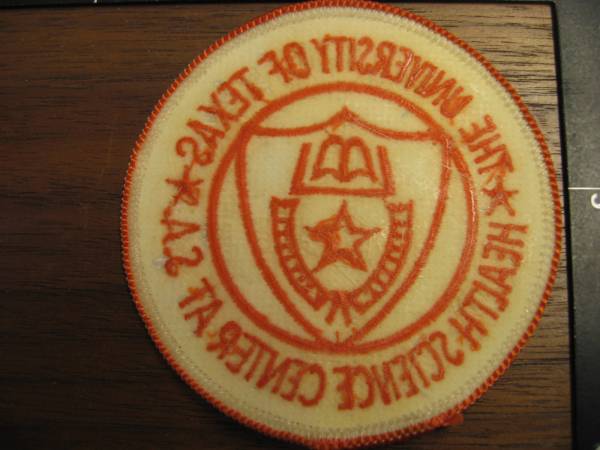 THE UNIVERSITY OF TEXAS
HEALTH SCIENCE CENTER AT S.A.